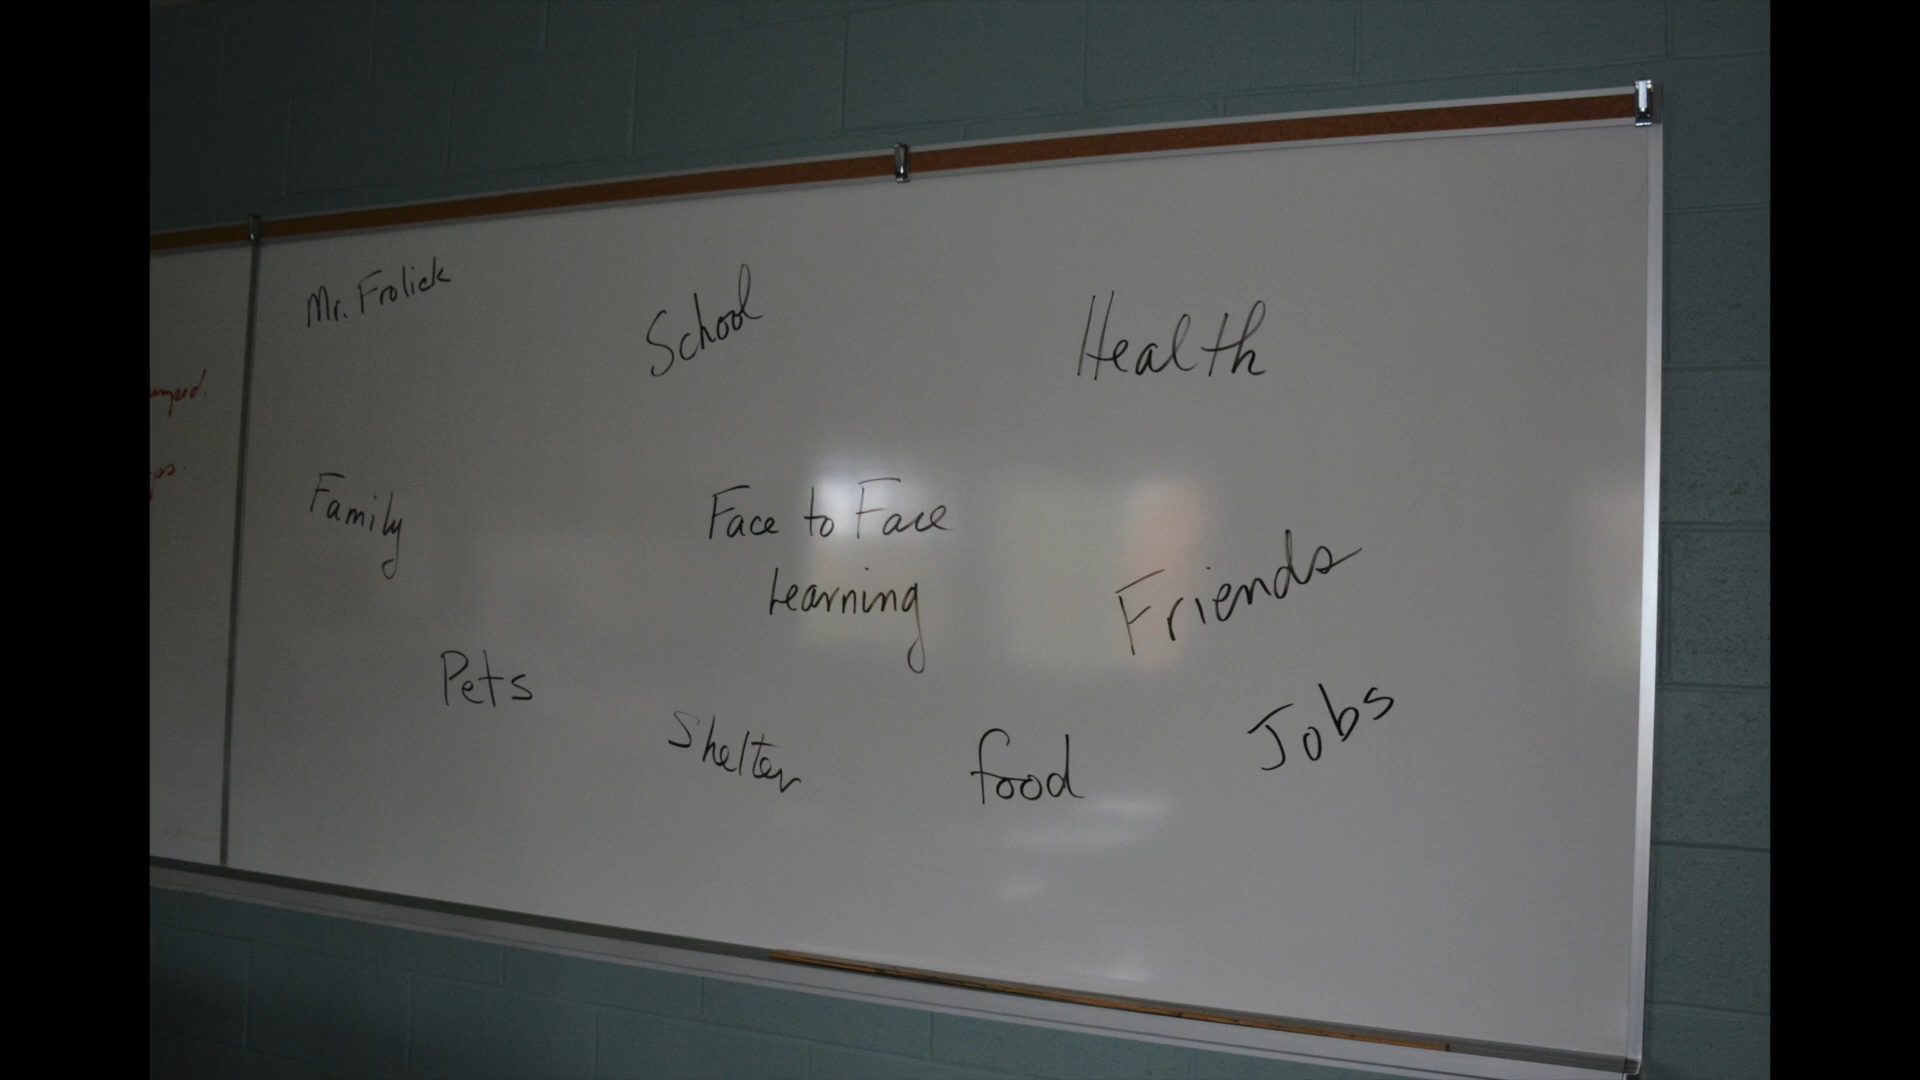 Mr. Frolick
School
Health
Family
Face to Face
Learning
Friends
Pets
Shelter
food
Jobs